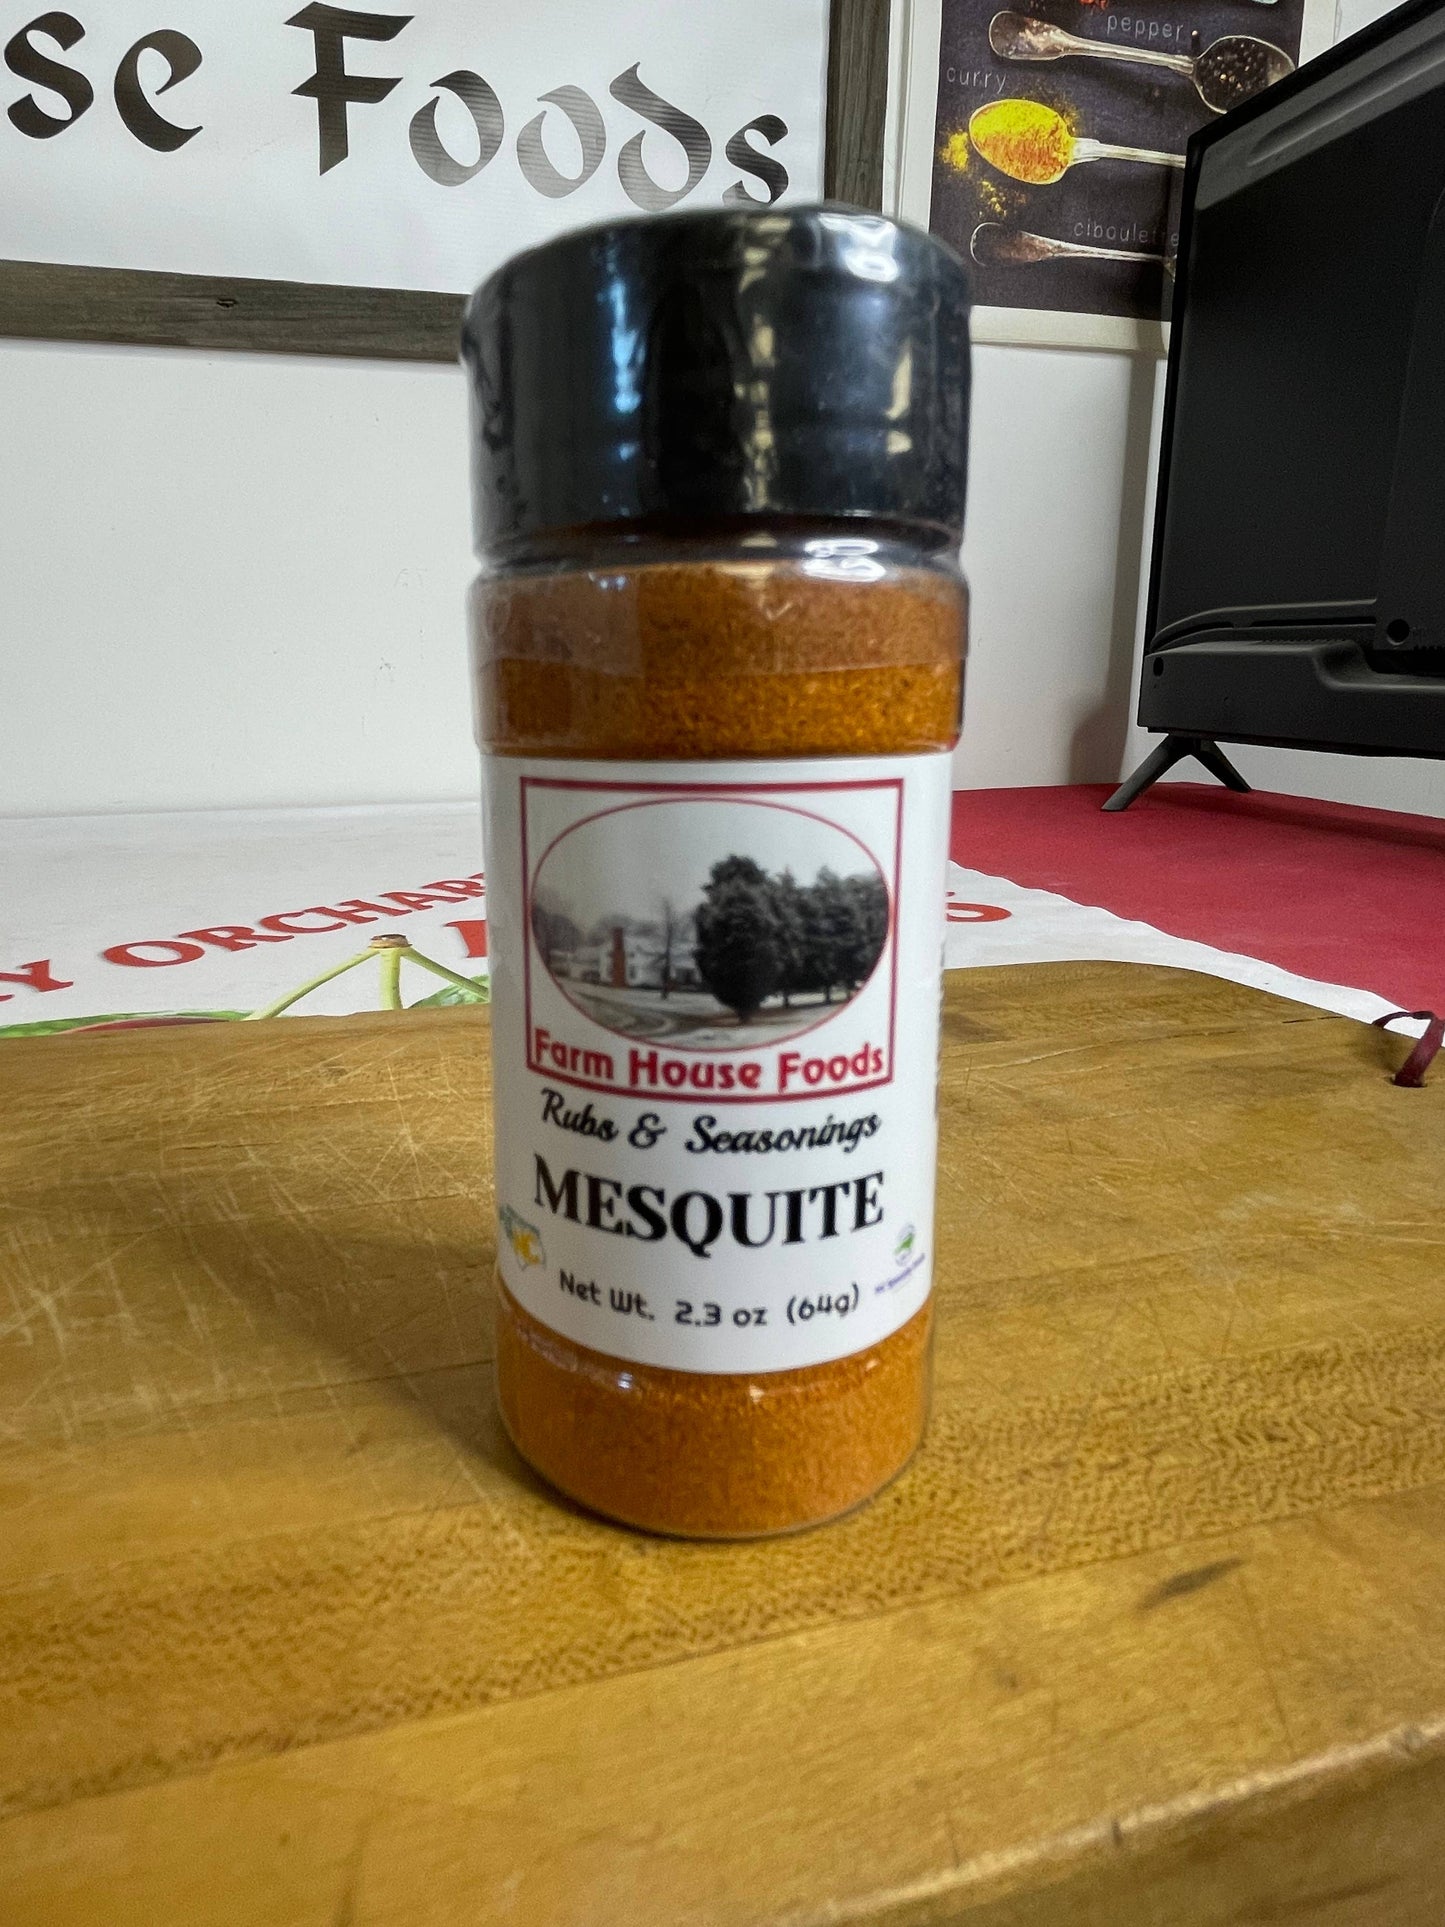 se Foods
pepper
curry
ciboulette
Y ORCHAR
Farm House Foods
Rubs & Seasonings
MESQUITE
Net Wt. 2.3 oz (64g)